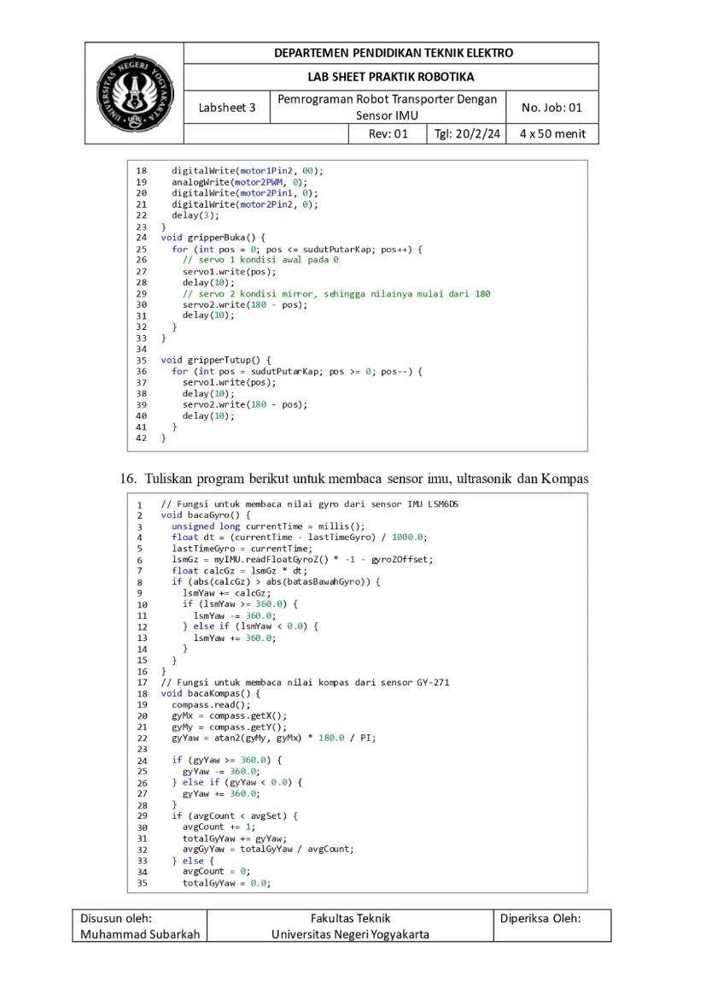 UNIVERSITAS NEGERI YOGYAKARTA
DEPARTEMEN PENDIDIKAN TEKNIK ELEKTRO
LAB SHEET PRAKTIK ROBOTIKA
Labsheet 3
Pemrograman Robot Transporter Dengan
Sensor IMU
No. Job: 01
Rev: 01
Tgl: 20/2/24
4 x 50 menit
18 digitalWrite(motor1Pin2, 00);
19 analogWrite(motor2PWM, 0);
20 digitalWrite(motor2Pin1, 0);
21 digitalWrite(motor2Pin2, 0);
22 delay(3);
23 }
24 void gripperBuka() {
25 for (int pos = 0; pos <= sudutPutarKap; pos++) {
26 // servo 1 kondisi awal pada 0
27 servo1.write(pos);
28 delay(10);
29 // servo 2 kondisi mirror, sehingga nilainya mulai dari 180
30 servo2.write(180 - pos);
31 delay(10);
32 }
33 }
34
35 void gripperTutup() {
36 for (int pos = sudutPutarKap; pos >= 0; pos--) {
37 servo1.write(pos);
38 delay(10);
39 servo2.write(180 - pos);
40 delay(10);
41 }
42 }
16. Tuliskan program berikut untuk membaca sensor imu, ultrasonik dan Kompas
1 // Fungsi untuk membaca nilai gyro dari sensor IMU LSM6DS
2 void bacaGyro() {
3 unsigned long currentTime = millis();
4 float dt = (currentTime - lastTimeGyro) / 1000.0;
5 lastTimeGyro = currentTime;
6 lsmGz = myIMU.readFloatGyroZ() * -1 - gyroZOffset;
7 float calcGz = lsmGz * dt;
8 if (abs(calcGz) > abs(batasBawahGyro)) {
9 lsmYaw += calcGz;
10 if (lsmYaw >= 360.0) {
11 lsmYaw -= 360.0;
12 } else if (lsmYaw < 0.0) {
13 lsmYaw += 360.0;
14 }
15 }
16 }
17 // Fungsi untuk membaca nilai kompas dari sensor GY-271
18 void bacaKompas() {
19 compass.read();
20 gyMx = compass.getX();
21 gyMy = compass.getY();
22 gyYaw = atan2(gyMy, gyMx) * 180.0 / PI;
23
24 if (gyYaw >= 360.0) {
25 gyYaw -= 360.0;
26 } else if (gyYaw < 0.0) {
27 gyYaw += 360.0;
28 }
29 if (avgCount < avgSet) {
30 avgCount += 1;
31 totalGyYaw += gyYaw;
32 avgGyYaw = totalGyYaw / avgCount;
33 } else {
34 avgCount = 0;
35 totalGyYaw = 0.0;
Disusun oleh:
Muhammad Subarkah
Fakultas Teknik
Universitas Negeri Yogyakarta
Diperiksa Oleh: